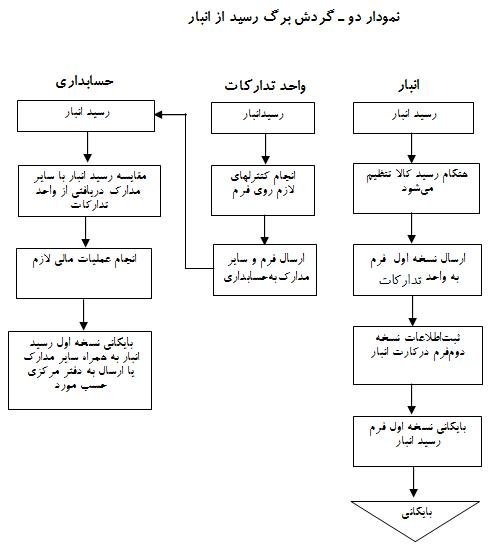 نمودار دو ـ گردش برگ رسید از انبار
انبار
رسید انبار
هنگام رسید کالا تنظیم
می‌شود
ارسال نسخه اول فرم
به واحد تدارکات
ثبت‌اطلاعات نسخه
دوم‌فرم درکارت انبار
بایگانی نسخه اول فرم
رسید انبار
بایگانی
واحد تدارکات
رسیدانبار
انجام کنترلهای
لازم روی فرم
ارسال فرم و سایر
مدارک به‌حسابداری
حسابداری
رسید انبار
مقایسه رسید انبار با سایر
مدارک دریافتی از واحد
تدارکات
انجام عملیات مالی لازم
بایگانی نسخه اول رسید
انبار به همراه سایر مدارک
یا ارسال به دفتر مرکزی
حسب مورد